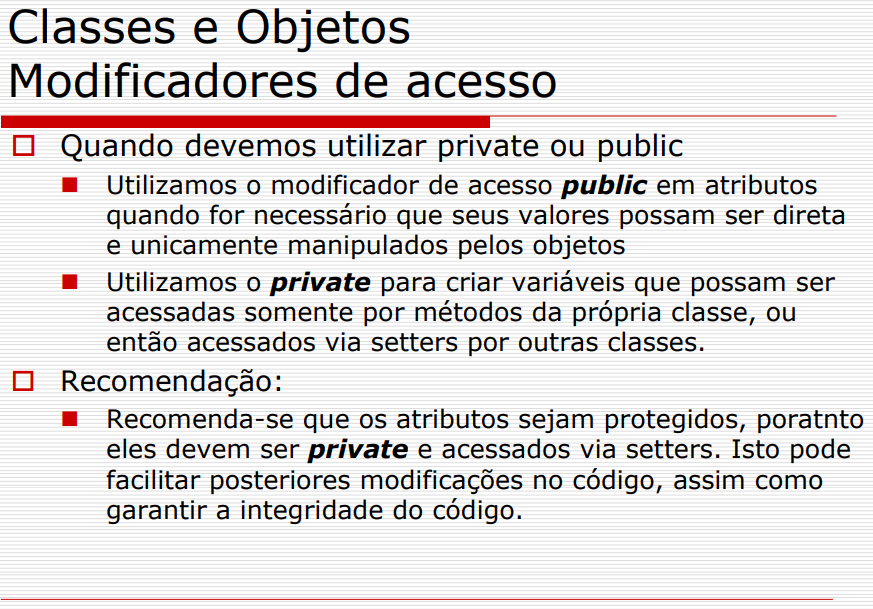 Classes e Objetos
Modificadores de acesso
Quando devemos utilizar private ou public
Utilizamos o modificador de acesso public em atributos
quando for necessário que seus valores possam ser direta
e unicamente manipulados pelos objetos
Utilizamos o private para criar variáveis que possam ser
acessadas somente por métodos da própria classe, ou
então acessados via setters por outras classes.
Recomendação:
Recomenda-se que os atributos sejam protegidos, poratnto
eles devem ser private e acessados via setters. Isto pode
facilitar posteriores modificações no código, assim como
garantir a integridade do código.